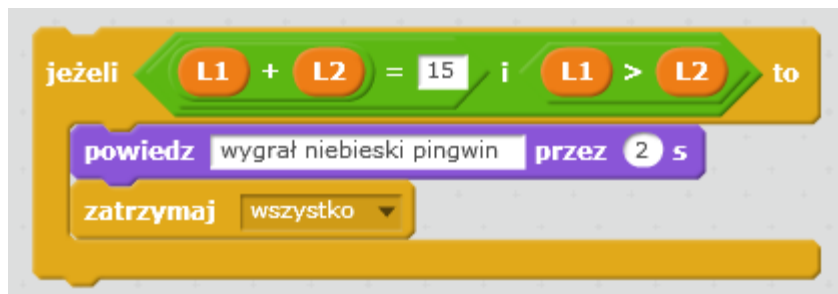 jeżeli L1 + L2 = 15 i L1 > L2 to
powiedz wygrał niebieski pingwin przez 2 s
zatrzymaj wszystko